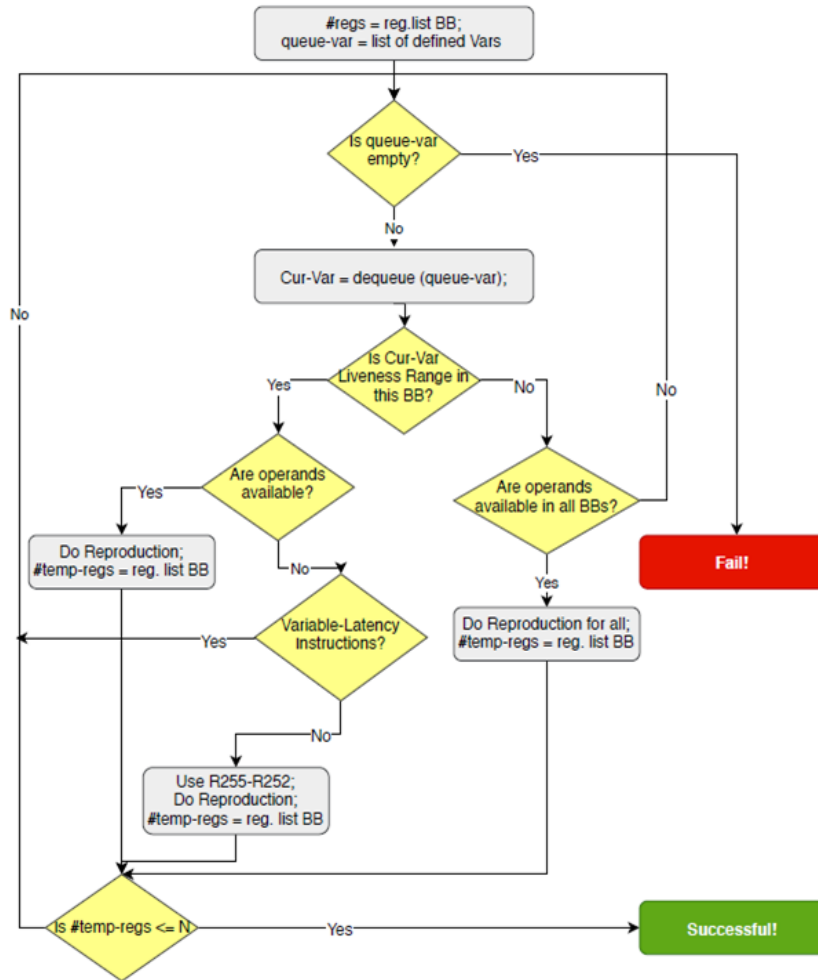 #regs = reg.list BB;
queue-var = list of defined Vars
Is queue-var
empty?
Yes
No
Cur-Var = dequeue (queue-var);
No
Is Cur-Var
Liveness Range in
this BB?
Yes
No
No
Are operands
available?
Are operands
available in all BBs?
Yes
Do Reproduction;
#temp-regs = reg. list BB
Fail!
No
Yes
Variable-Latency
Instructions?
Yes
Do Reproduction for all;
#temp-regs = reg. list BB
No
Use R255-R252;
Do Reproduction;
#temp-regs = reg. list BB
Is #temp-regs <= N
Yes
Successful!